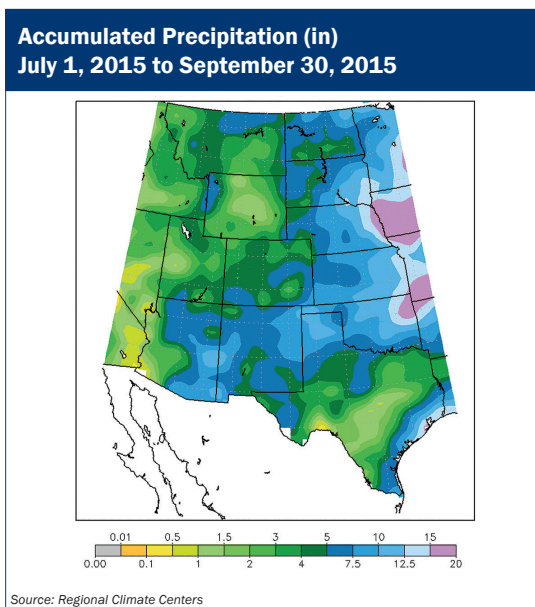 Accumulated Precipitation (in)
July 1, 2015 to September 30, 2015
0.01 0.5 1.5 3 5 10 15
0.00 0.1 1 2 4 7.5 12.5 20
Source: Regional Climate Centers